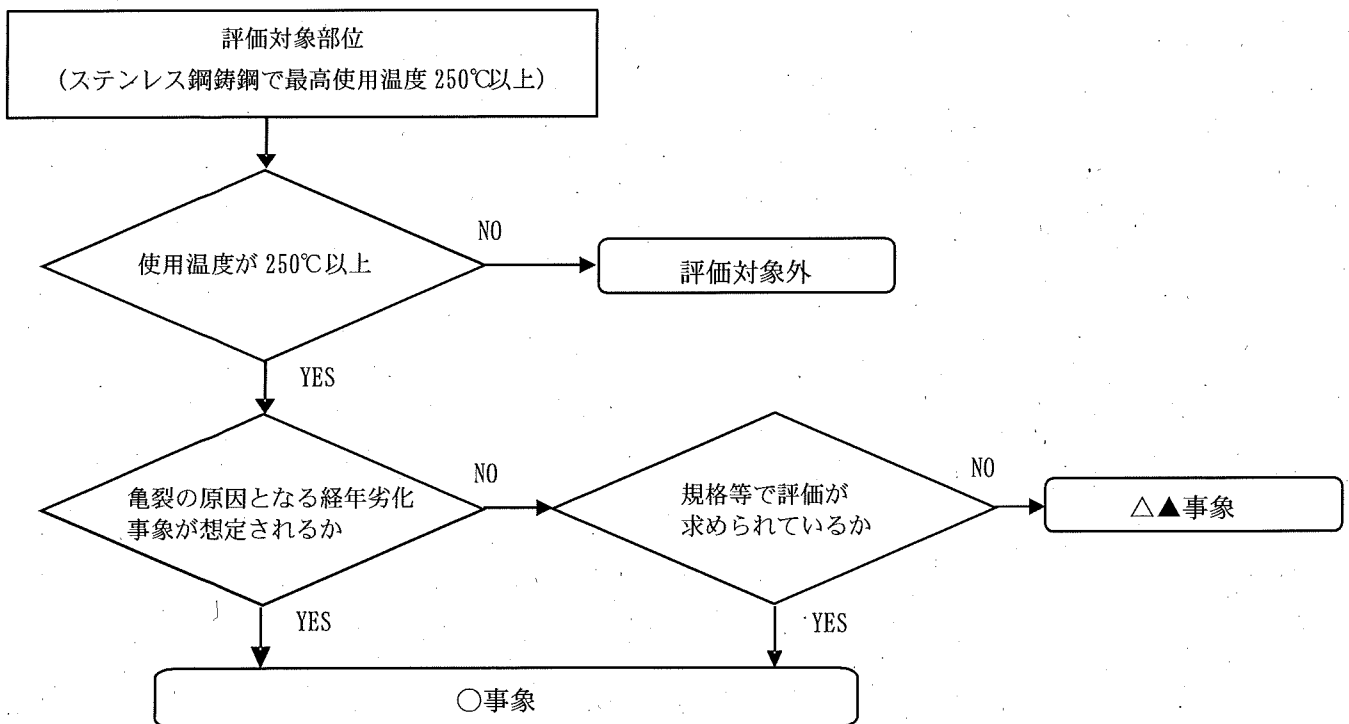 評価対象部位
（ステンレス鋼鋳鋼で最高使用温度 250℃以上）
使用温度が 250℃以上
NO
評価対象外
YES
亀裂の原因となる経年劣化
事象が想定されるか
NO
規格等で評価が
求められているか
NO
△▲事象
YES
YES
○事象